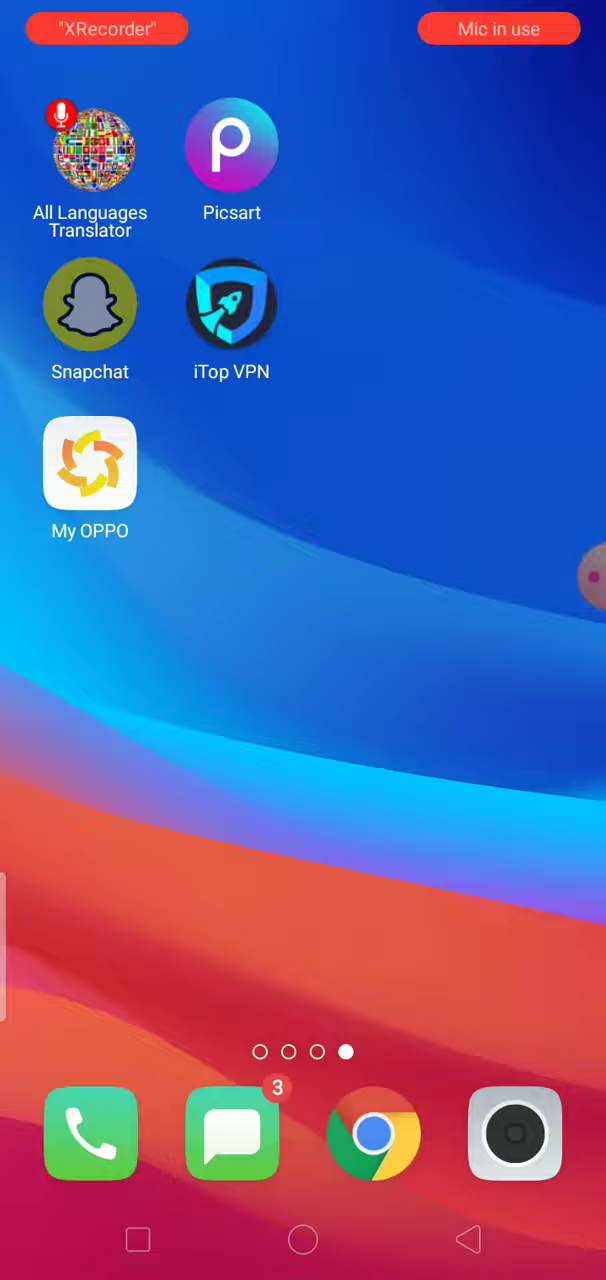 "XRecorder"
Mic in use
All Languages
Translator
Picsart
Snapchat
iTop VPN
My OPPO
3